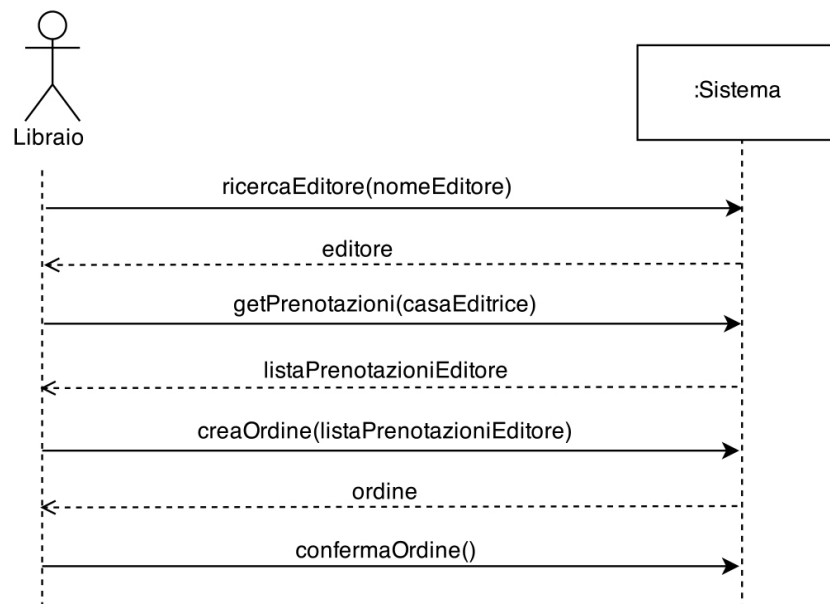 :Sistema
Libraio
ricercaEditore(nomeEditore)
editore
getPrenotazioni(casaEditrice)
listaPrenotazioniEditore
creaOrdine(listaPrenotazioniEditore)
ordine
confermaOrdine()